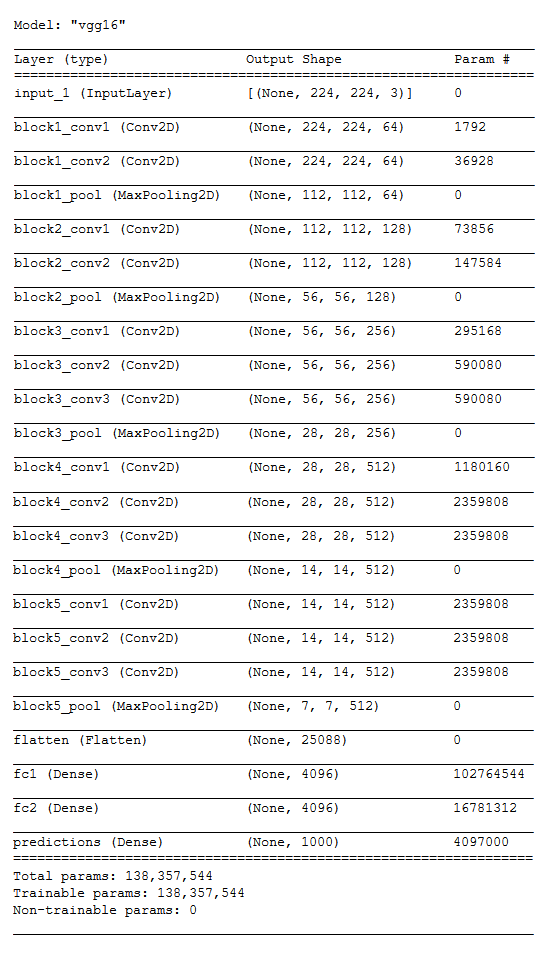 Model: "vgg16"
Layer (type) Output Shape Param #
input_1 (InputLayer) [(None, 224, 224, 3)] 0
block1_conv1 (Conv2D) (None, 224, 224, 64) 1792
block1_conv2 (Conv2D) (None, 224, 224, 64) 36928
block1_pool (MaxPooling2D) (None, 112, 112, 64) 0
block2_conv1 (Conv2D) (None, 112, 112, 128) 73856
block2_conv2 (Conv2D) (None, 112, 112, 128) 147584
block2_pool (MaxPooling2D) (None, 56, 56, 128) 0
block3_conv1 (Conv2D) (None, 56, 56, 256) 295168
block3_conv2 (Conv2D) (None, 56, 56, 256) 590080
block3_conv3 (Conv2D) (None, 56, 56, 256) 590080
block3_pool (MaxPooling2D) (None, 28, 28, 256) 0
block4_conv1 (Conv2D) (None, 28, 28, 512) 1180160
block4_conv2 (Conv2D) (None, 28, 28, 512) 2359808
block4_conv3 (Conv2D) (None, 28, 28, 512) 2359808
block4_pool (MaxPooling2D) (None, 14, 14, 512) 0
block5_conv1 (Conv2D) (None, 14, 14, 512) 2359808
block5_conv2 (Conv2D) (None, 14, 14, 512) 2359808
block5_conv3 (Conv2D) (None, 14, 14, 512) 2359808
block5_pool (MaxPooling2D) (None, 7, 7, 512) 0
flatten (Flatten) (None, 25088) 0
fc1 (Dense) (None, 4096) 102764544
fc2 (Dense) (None, 4096) 16781312
predictions (Dense) (None, 1000) 4097000
Total params: 138,357,544
Trainable params: 138,357,544
Non-trainable params: 0